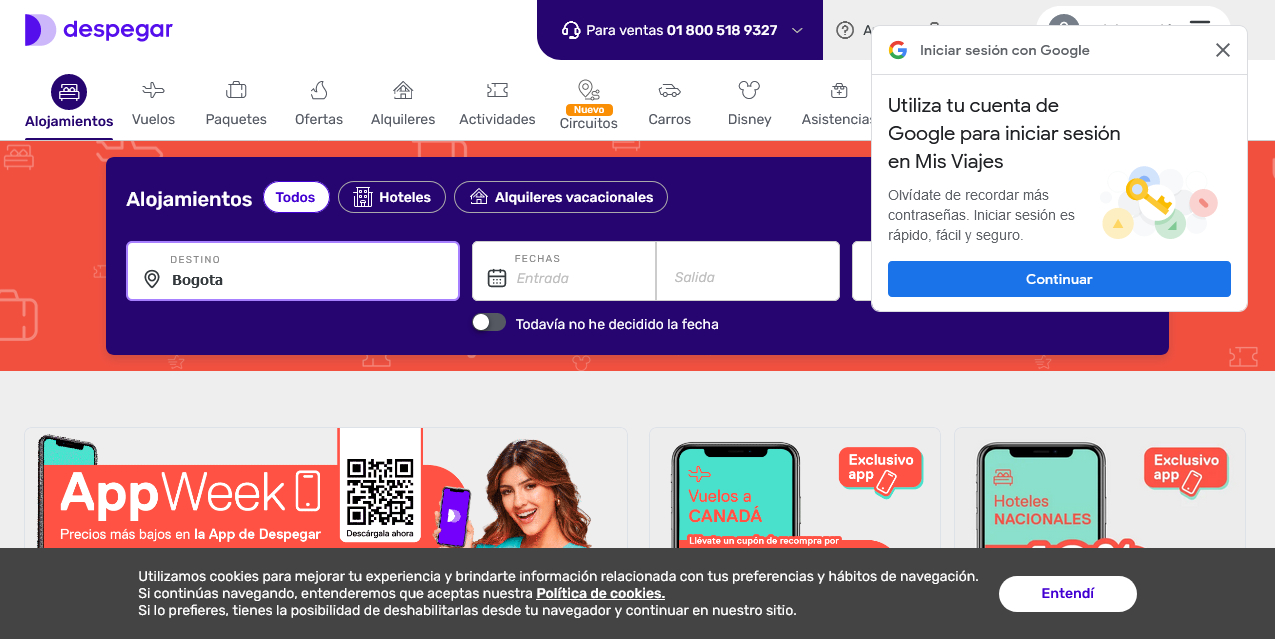 despegar
Para ventas 01 800 518 9327
Alojamientos
Vuelos
Paquetes
Ofertas
Alquileres
Actividades
Nuevo
Circuitos
Carros
Disney
Asistencias
Iniciar sesión con Google
Utiliza tu cuenta de
Google para iniciar sesión
en Mis Viajes
Olvídate de recordar más
contraseñas. Iniciar sesión es
rápido, fácil y seguro.
Continuar
Alojamientos
Todos
Hoteles
Alquileres vacacionales
DESTINO
Bogota
FECHAS
Entrada
Salida
Todavía no he decidido la fecha
AppWeek
Precios más bajos en la App de Despegar
Descárgala ahora
Vuelos a
CANADÁ
Llévate un cupón de recompra por
Exclusivo
app
Hoteles
NACIONALES
Exclusivo
app
Utilizamos cookies para mejorar tu experiencia y brindarte información relacionada con tus preferencias y hábitos de navegación.
Si continúas navegando, entenderemos que aceptas nuestra Política de cookies.
Si lo prefieres, tienes la posibilidad de deshabilitarlas desde tu navegador y continuar en nuestro sitio.
Entendí